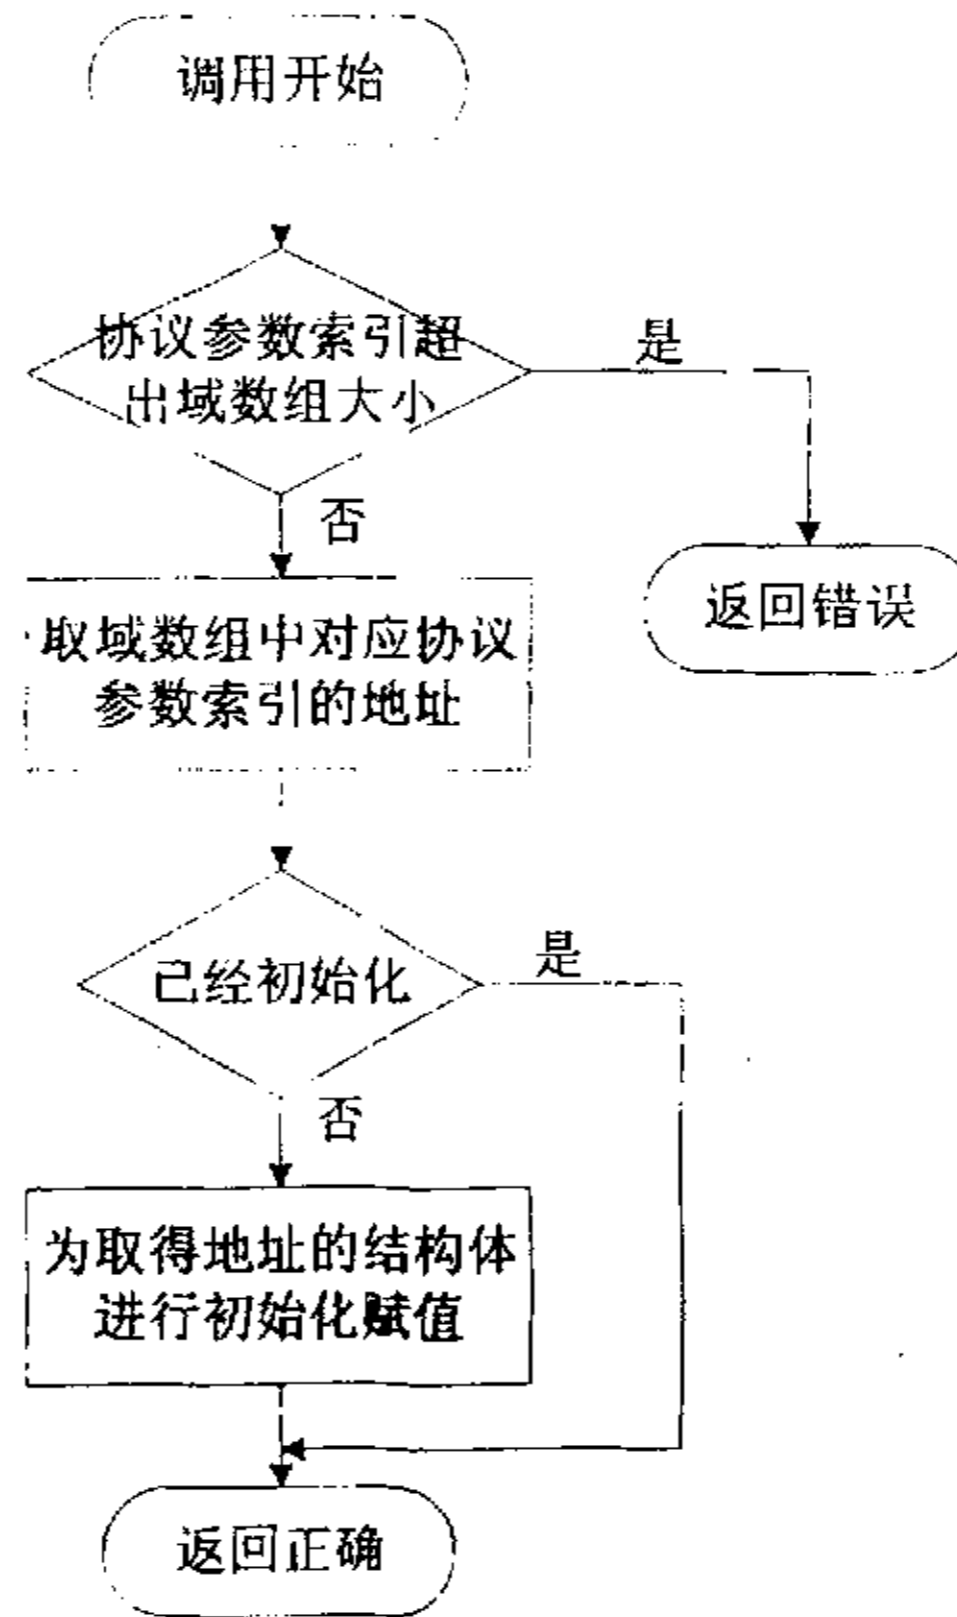 调用开始
协议参数索引超
出域数组大小
是
否
返回错误
取域数组中对应协议
参数索引的地址
已经初始化
是
否
为取得地址的结构体
进行初始化赋值
返回正确